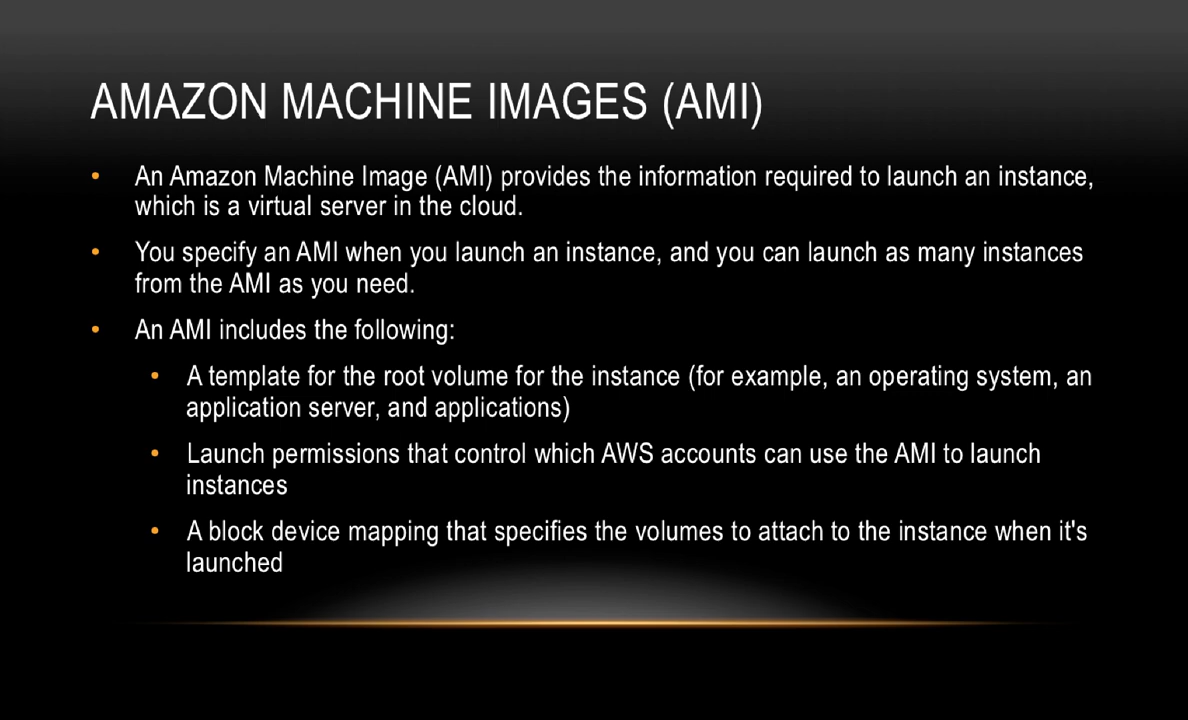 AMAZON MACHINE IMAGES (AMI)
• An Amazon Machine Image (AMI) provides the information required to launch an instance,
which is a virtual server in the cloud.
• You specify an AMI when you launch an instance, and you can launch as many instances
from the AMI as you need.
• An AMI includes the following:
• A template for the root volume for the instance (for example, an operating system, an
application server, and applications)
• Launch permissions that control which AWS accounts can use the AMI to launch
instances
• A block device mapping that specifies the volumes to attach to the instance when it's
launched